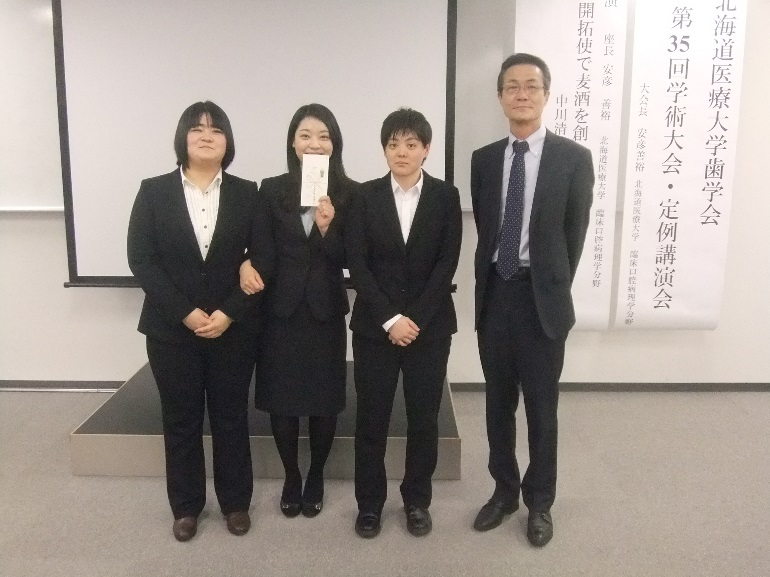 北海道医療大学歯学会
第35回学術大会・定例講演会
大会長 安彦善裕 北海道医療大学 臨床口腔病理学分野
演 座長 安彦 善裕 北海道医療大学 臨床口腔病理学分野
開拓使で麦酒を創
中川清